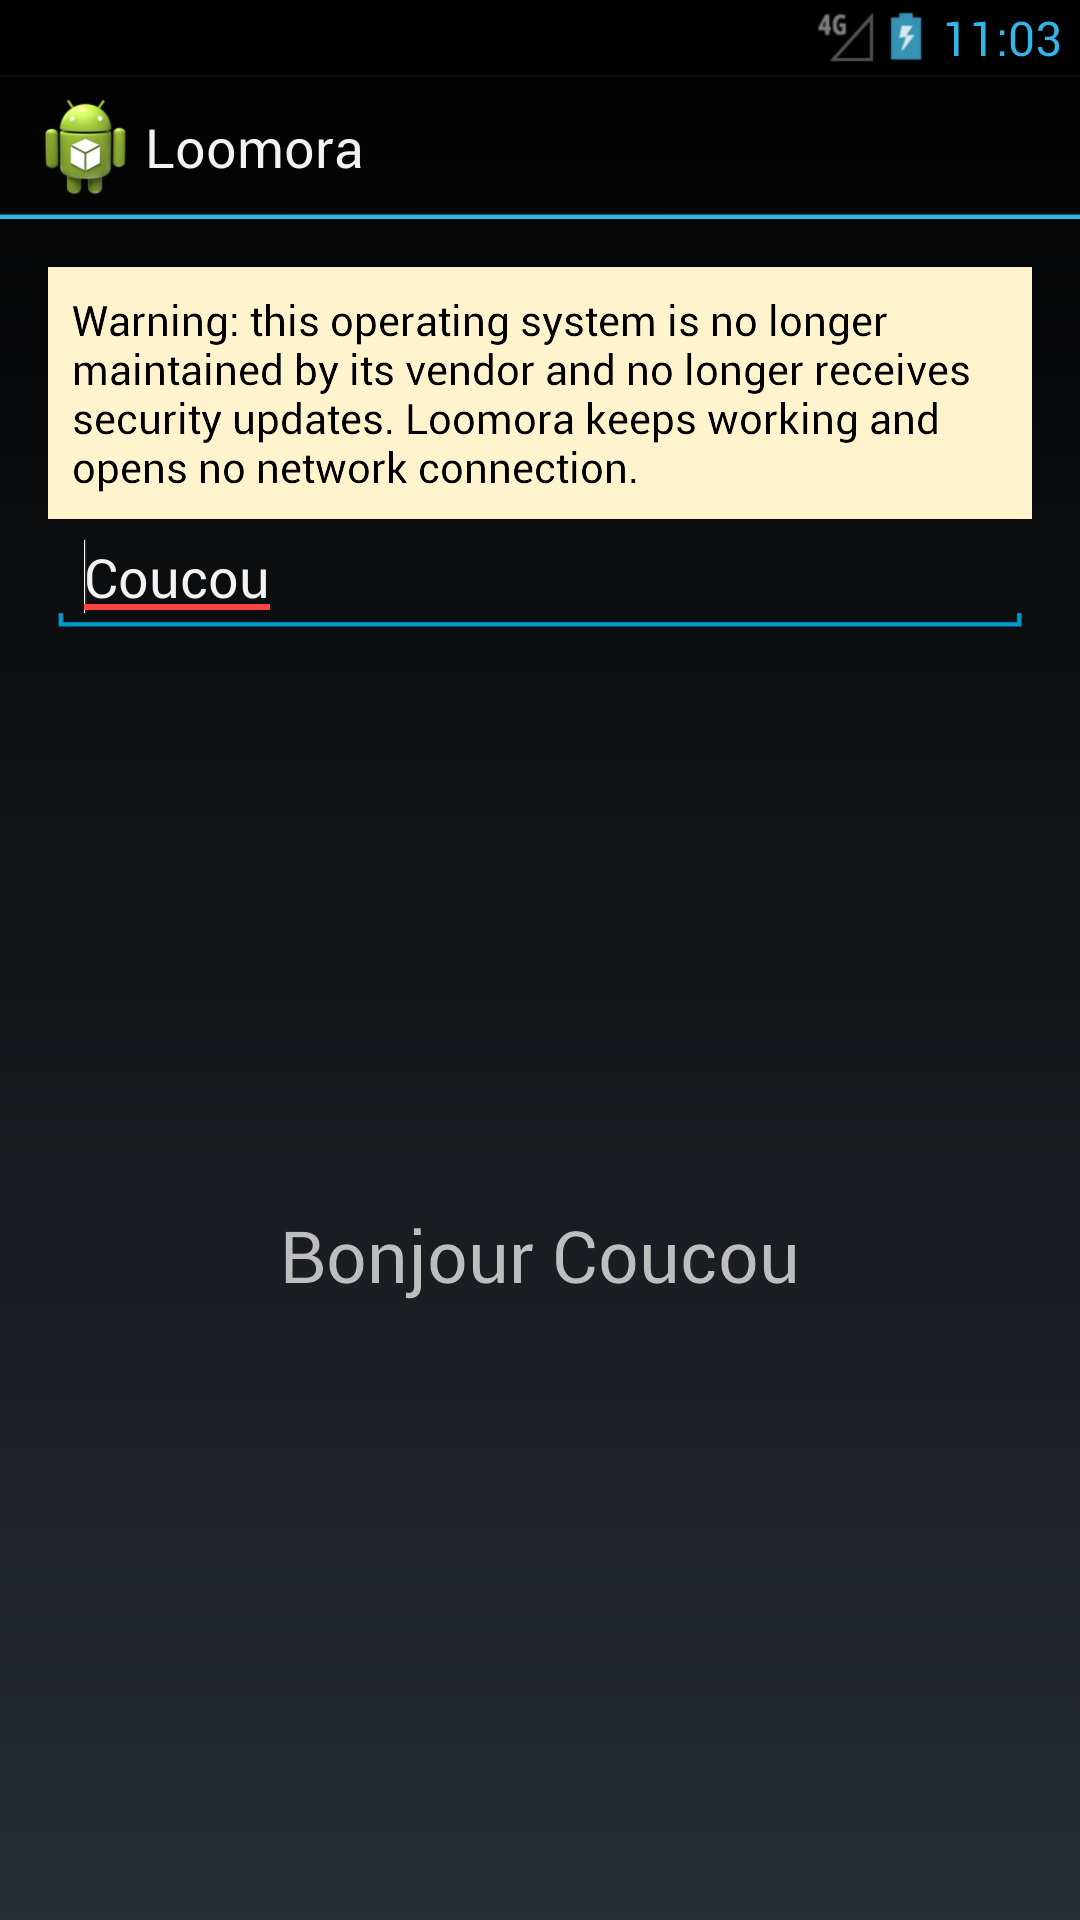 4G 11:03
Loomora
Warning: this operating system is no longer
maintained by its vendor and no longer receives
security updates. Loomora keeps working and
opens no network connection.
Coucou
Bonjour Coucou